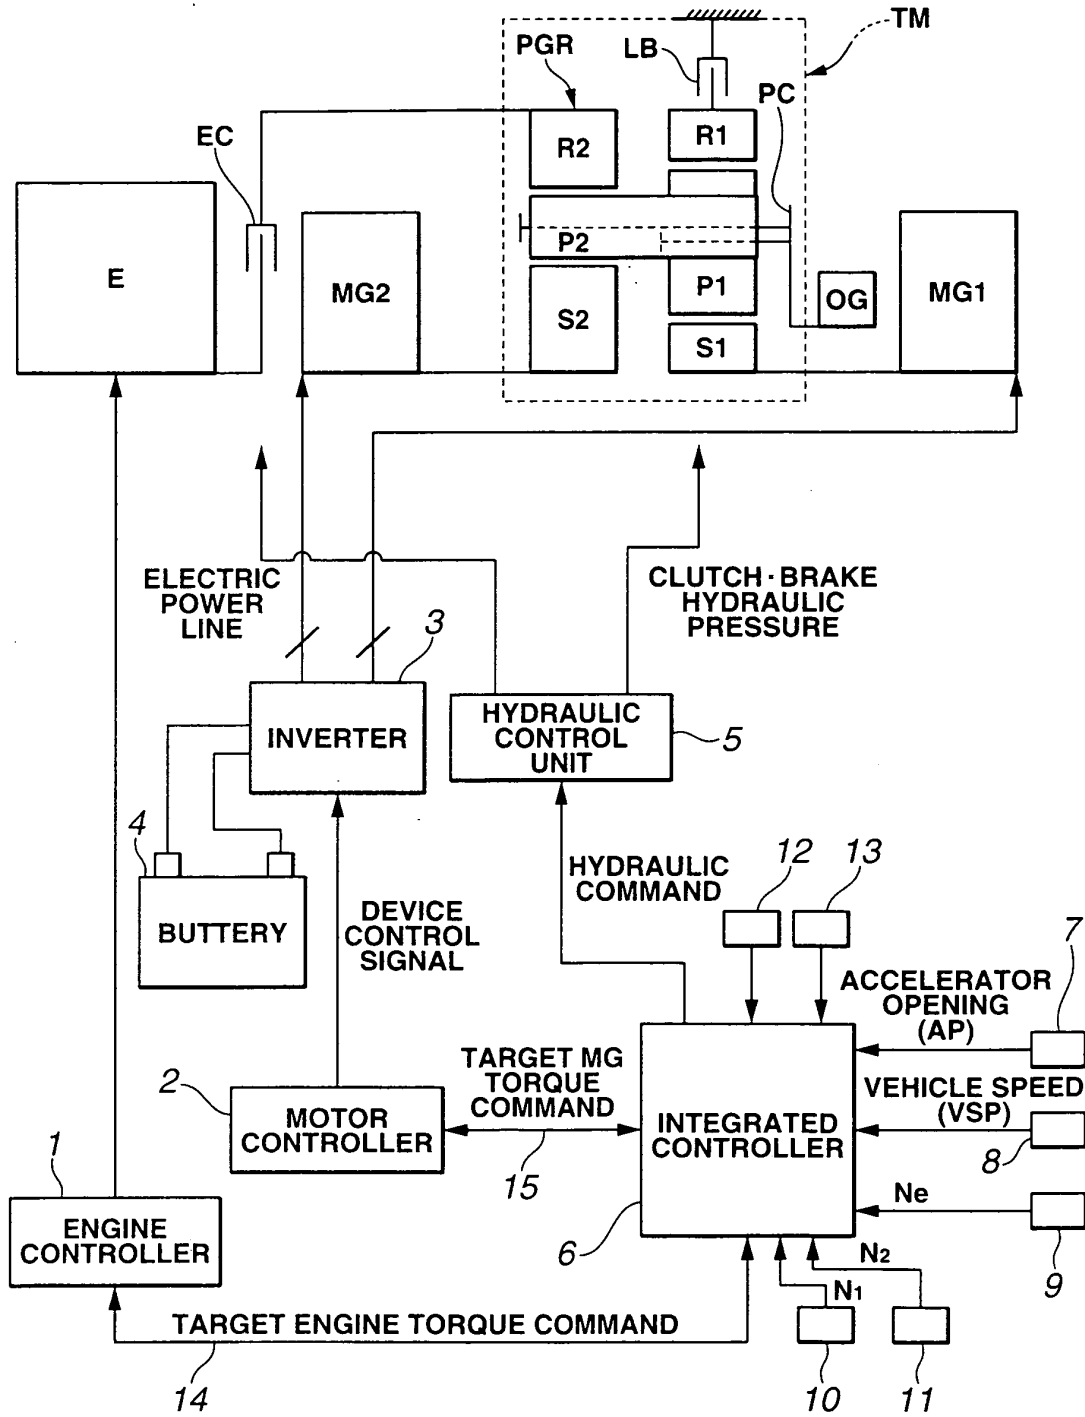 TM
PGR
LB
PC
EC
R2
R1
E
MG2
P2
P1
OG
MG1
S2
S1
ELECTRIC
POWER
LINE
CLUTCH·BRAKE
HYDRAULIC
PRESSURE
3
INVERTER
HYDRAULIC
CONTROL
UNIT
5
4
BUTTERY
DEVICE
CONTROL
SIGNAL
HYDRAULIC
COMMAND
12
13
7
ACCELERATOR
OPENING
(AP)
2
MOTOR
CONTROLLER
TARGET MG
TORQUE
COMMAND
15
INTEGRATED
CONTROLLER
VEHICLE SPEED
(VSP)
8
1
ENGINE
CONTROLLER
6
Ne
9
N2
N1
TARGET ENGINE TORQUE COMMAND
14
10
11